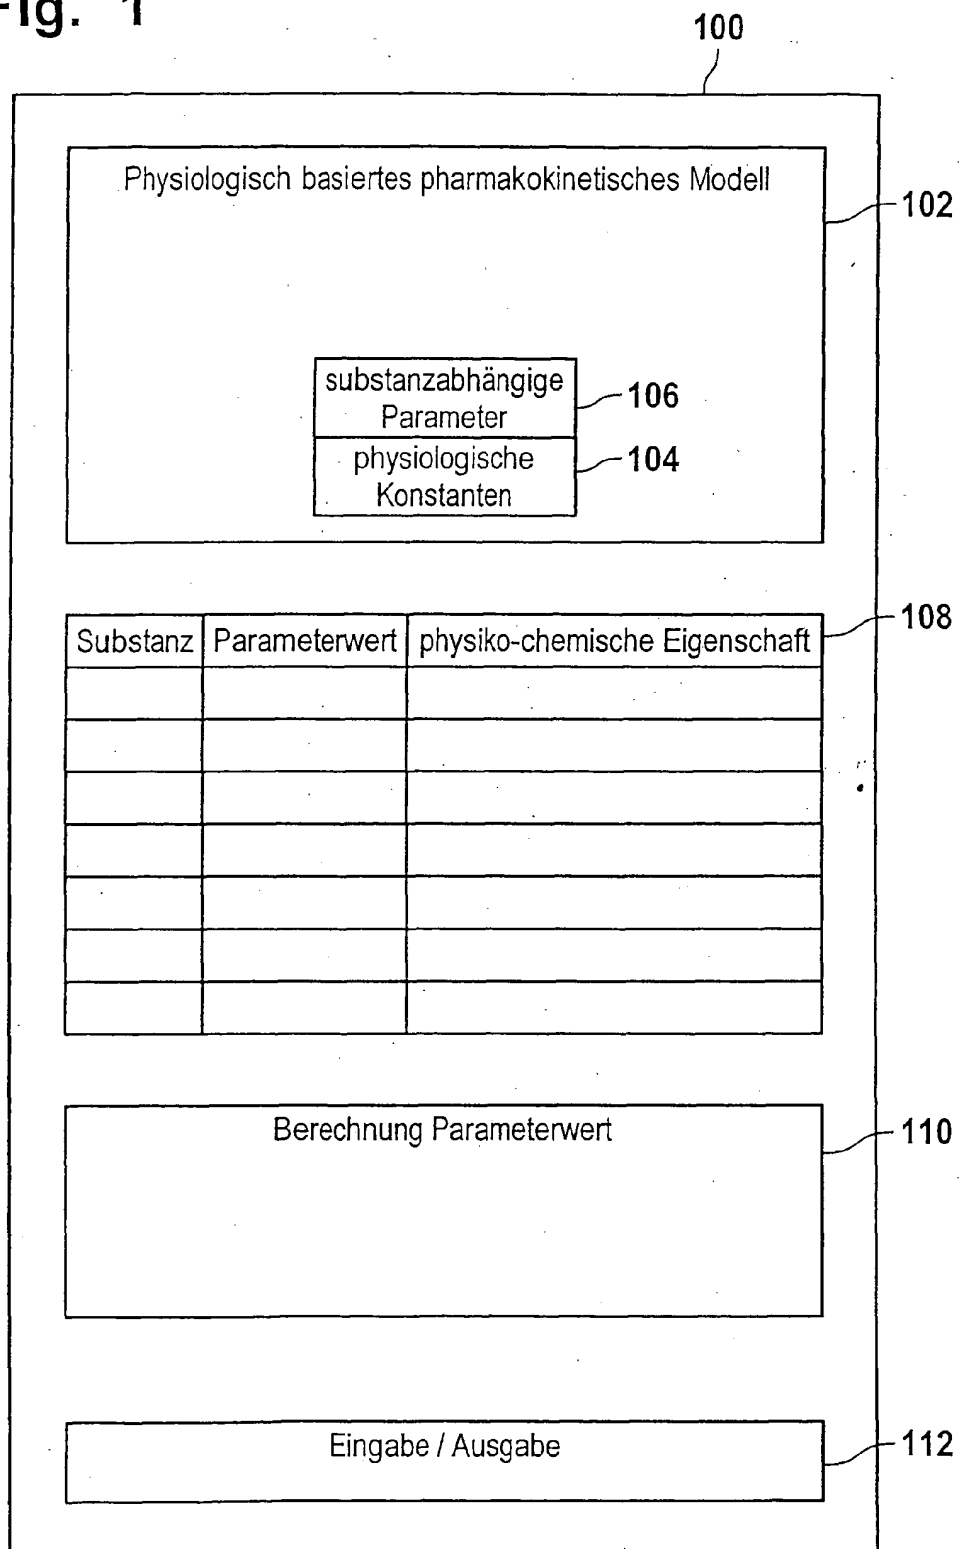 Fig. 1
100
Physiologisch basiertes pharmakokinetisches Modell
102
substanzabhängige
Parameter
106
physiologische
Konstanten
104
108
Substanz Parameterwert physiko-chemische Eigenschaft
Berechnung Parameterwert
110
Eingabe / Ausgabe
112